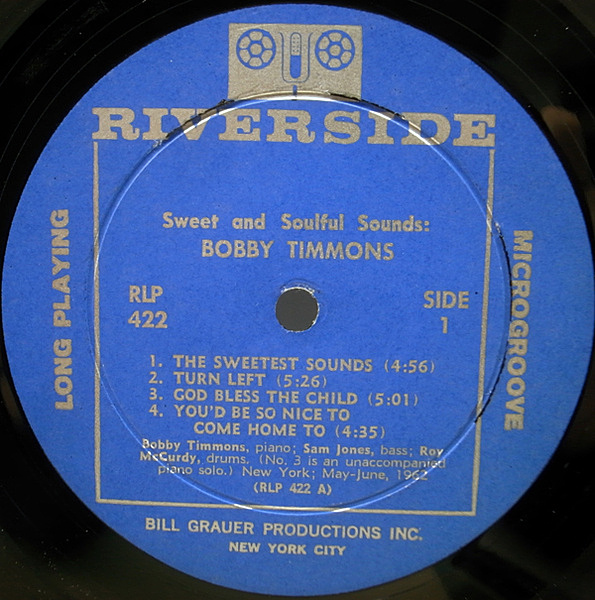 RIVERSIDE
LONG PLAYING
MICROGROOVE
Sweet and Soulful Sounds:
BOBBY TIMMONS
RLP
422
SIDE
1
1. THE SWEETEST SOUNDS (4:56)
2. TURN LEFT (5:26)
3. GOD BLESS THE CHILD (5:01)
4. YOU'D BE SO NICE TO
COME HOME TO (4:35)
Bobby Timmons, piano; Sam Jones, bass; Roy
McCurdy, drums. (No. 3 is an unaccompanied
piano solo.) New York; May-June, 1962
(RLP 422 A)
BILL GRAUER PRODUCTIONS INC.
NEW YORK CITY